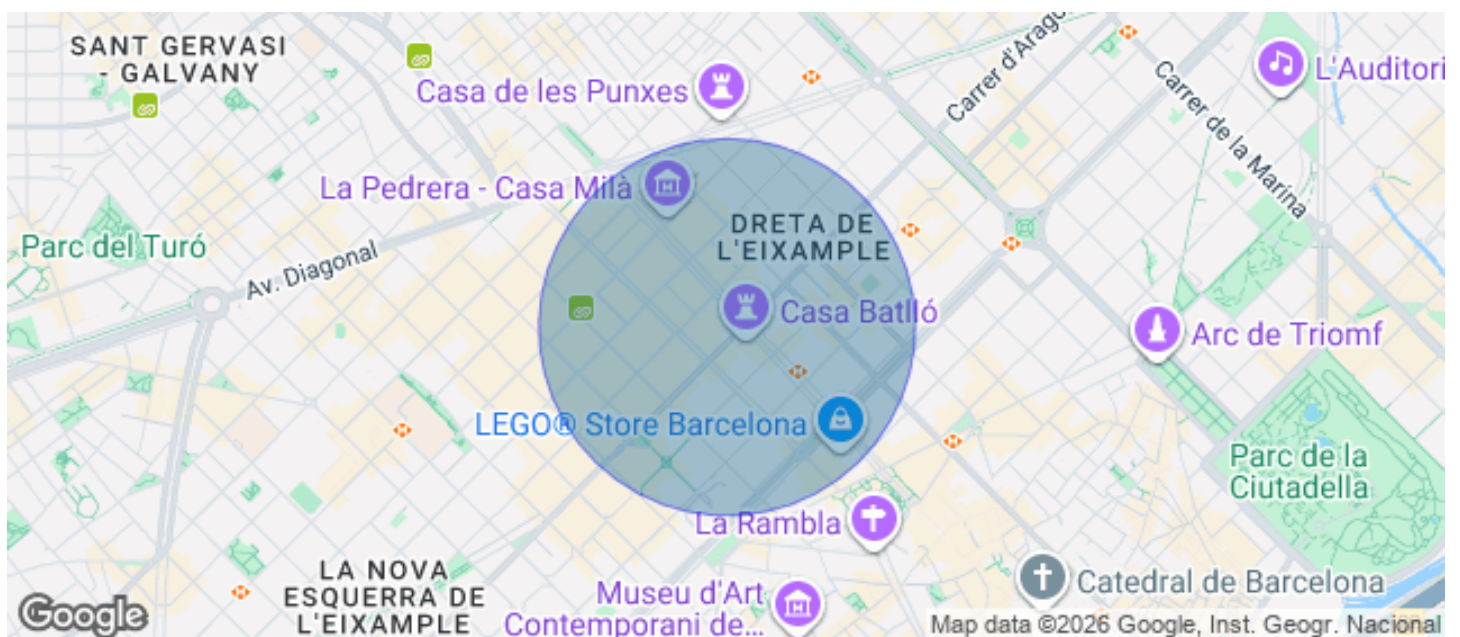 SANT GERVASI
- GALVANY
Casa de les Punxes
Carrer d'Arago
L'Auditori
Carrer de la Marina
La Pedrera - Casa Milà
DRETA DE
L'EIXAMPLE
Parc del Turó
Av. Diagonal
Casa Batlló
Arc de Triomf
LEGO® Store Barcelona
Parc de la
Ciutadella
La Rambla
LA NOVA
ESQUERRA DE
L'EIXAMPLE
Museu d'Art
Contemporani de...
Catedral de Barcelona
Google
Map data ©2026 Google, Inst. Geogr. Nacional